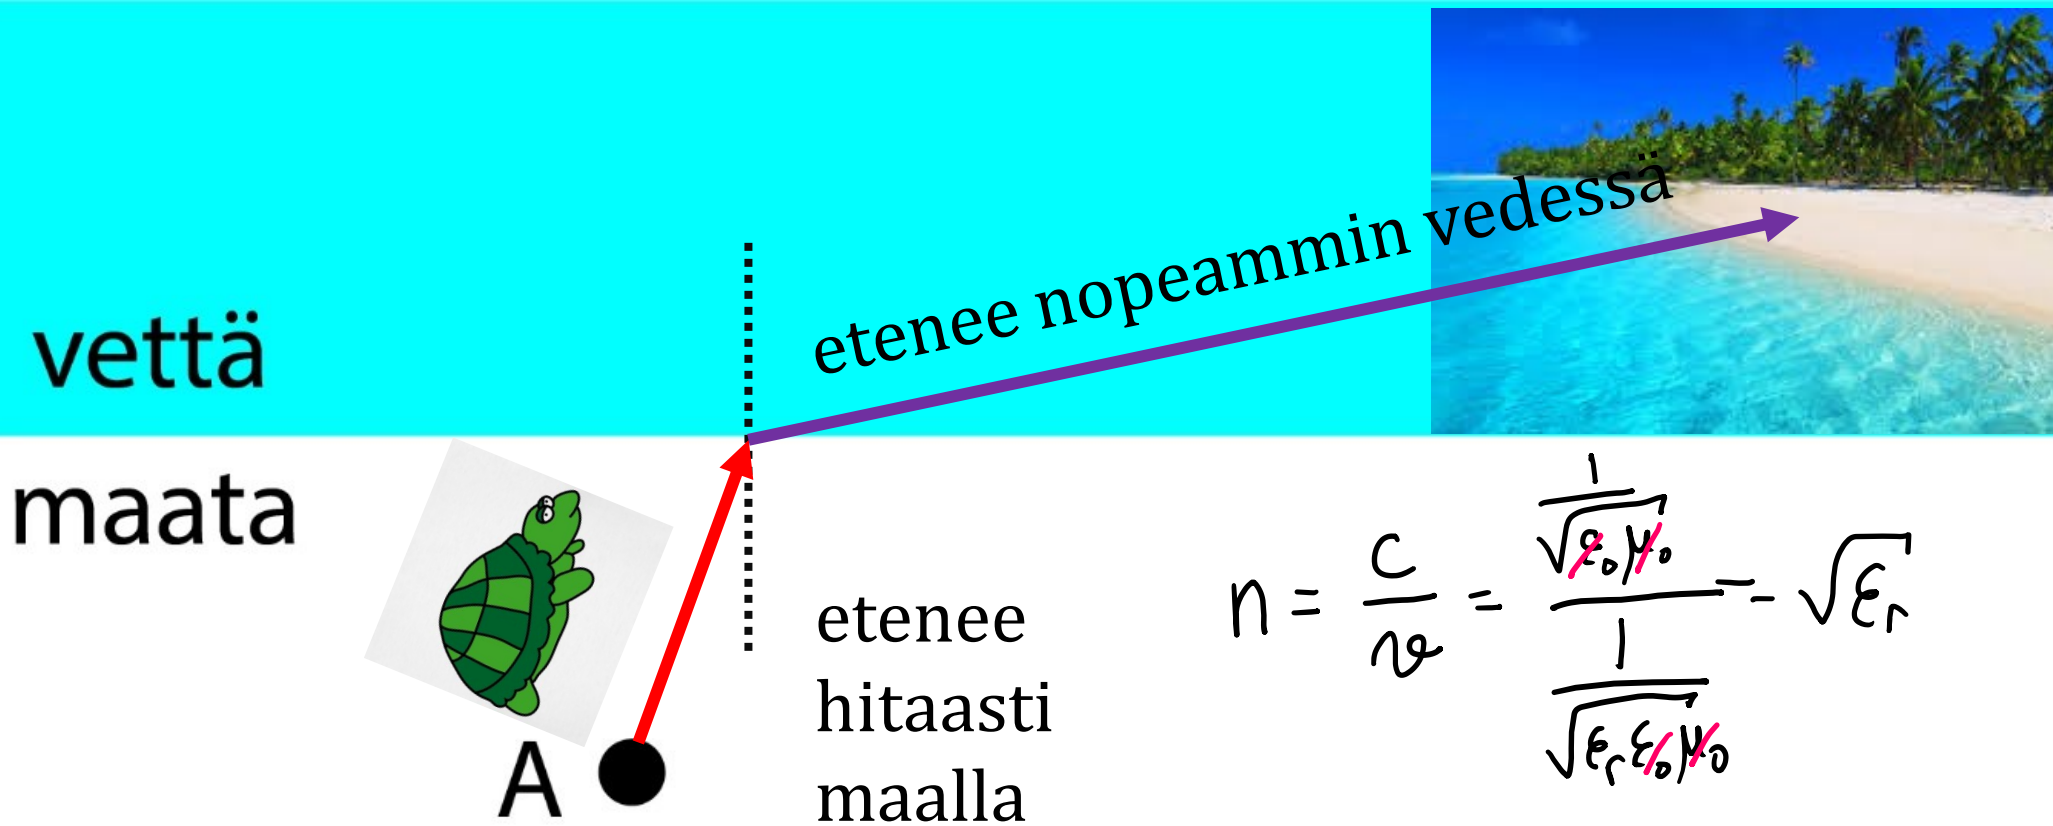 etenee nopeammin vedessä
vettä
maata
etenee
hitaasti
maalla
A
n = c/v = (1/√(ε₀μ₀))/(1/√(εᵣε₀μ₀)) = √εᵣ